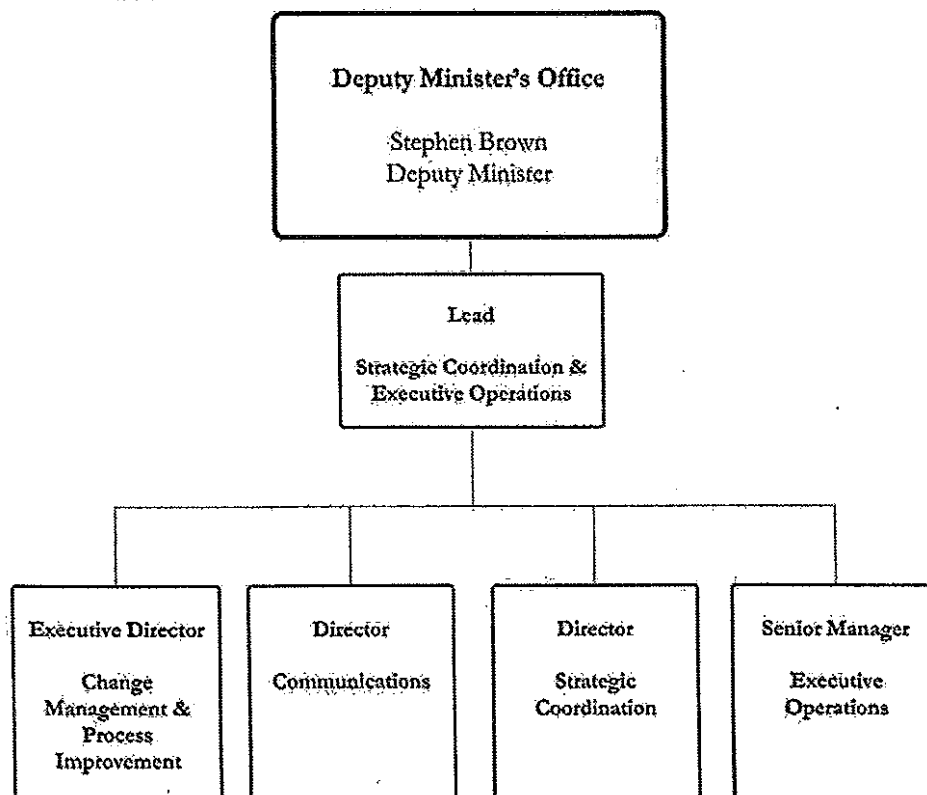 Deputy Minister's Office
Stephen Brown
Deputy Minister
Lead
Strategic Coordination &
Executive Operations
Executive Director
Change
Management &
Process
Improvement
Director
Communications
Director
Strategic
Coordination
Senior Manager
Executive
Operations